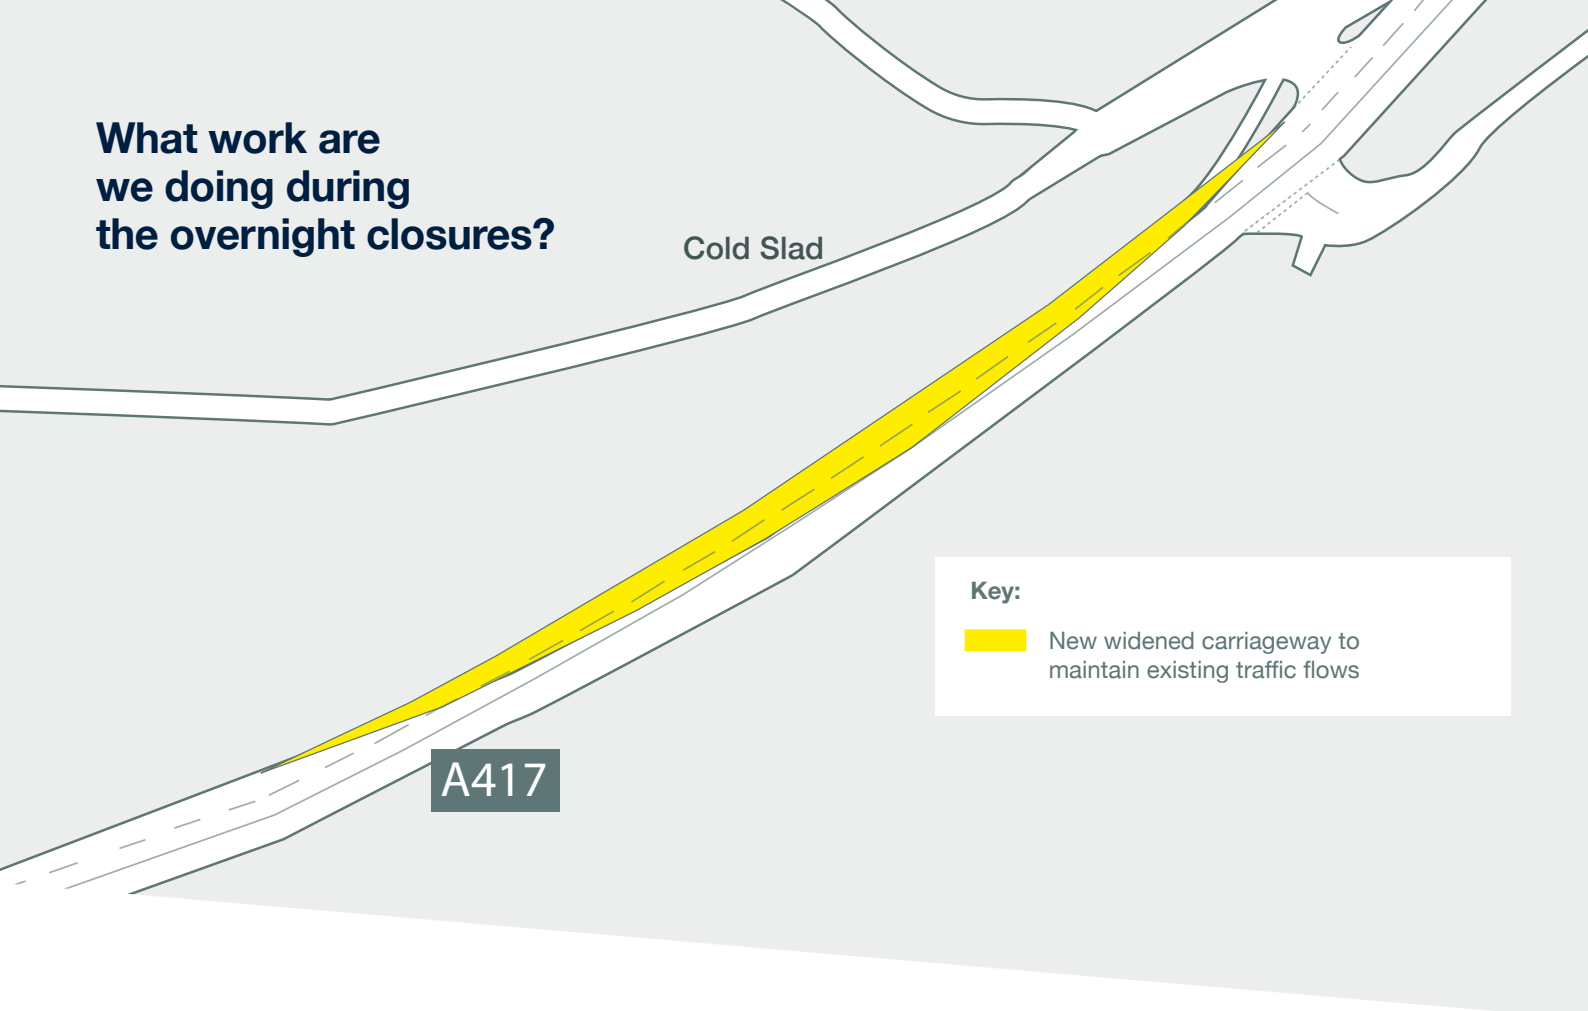 What work are
we doing during
the overnight closures?
Cold Slad
Key:
New widened carriageway to
maintain existing traffic flows
A417